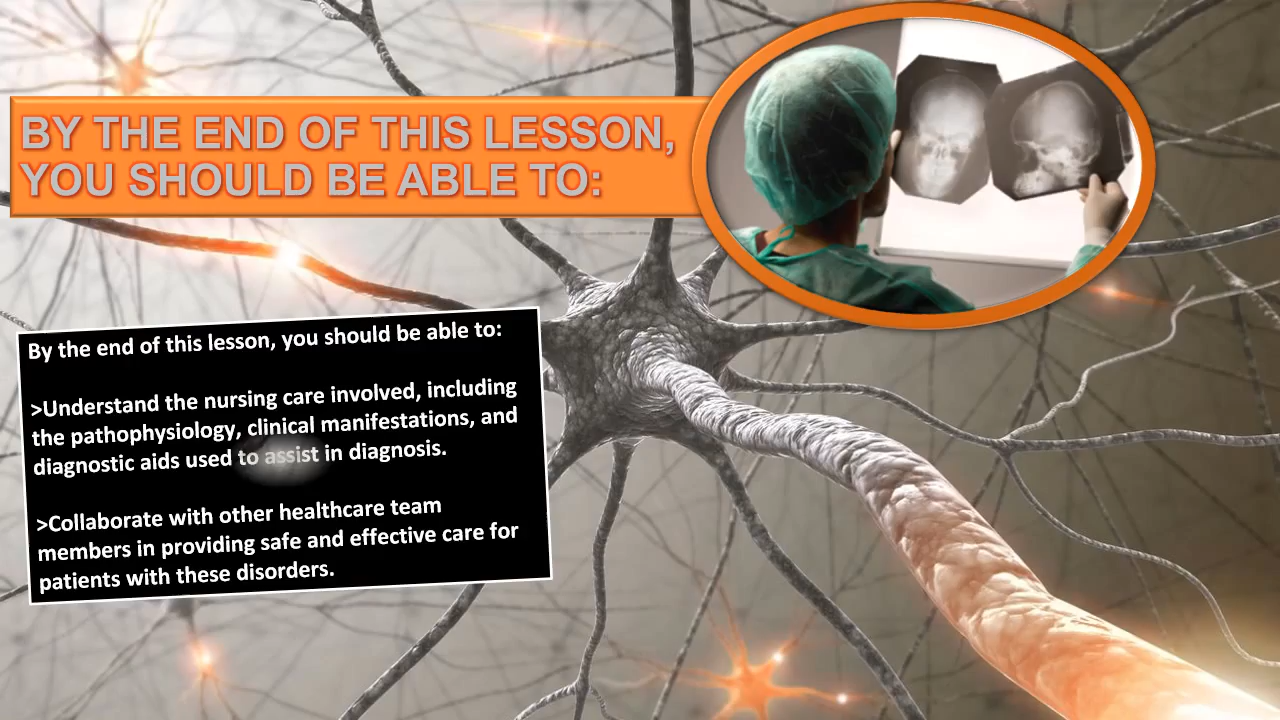 BY THE END OF THIS LESSON,
YOU SHOULD BE ABLE TO:
By the end of this lesson, you should be able to:
>Understand the nursing care involved, including
the pathophysiology, clinical manifestations, and
diagnostic aids used to assist in diagnosis.
>Collaborate with other healthcare team
members in providing safe and effective care for
patients with these disorders.